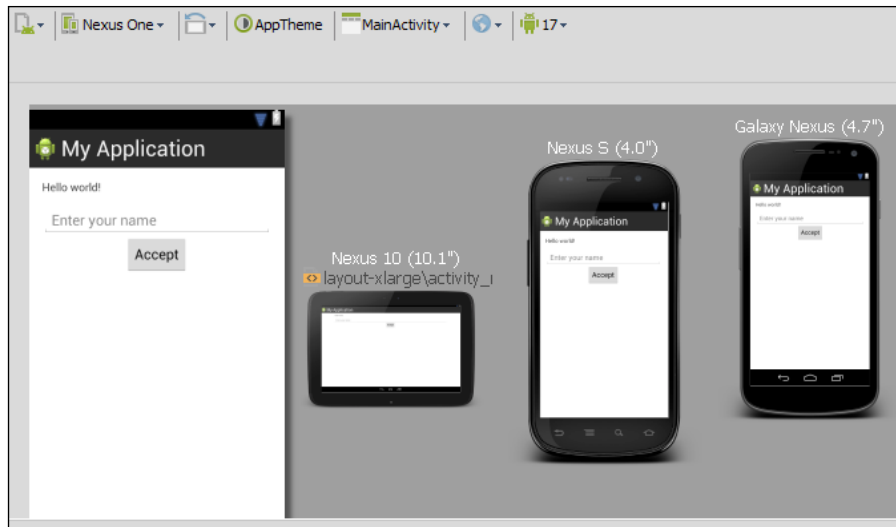 Nexus One AppTheme MainActivity 17
My Application
Hello world!
Enter your name
Accept
Nexus 10 (10.1")
layout-xlarge\activity_
My Application
Nexus S (4.0")
My Application
Hello world!
Enter your name
Accept
Galaxy Nexus (4.7")
My Application
Hello world!
Enter your name
Accept